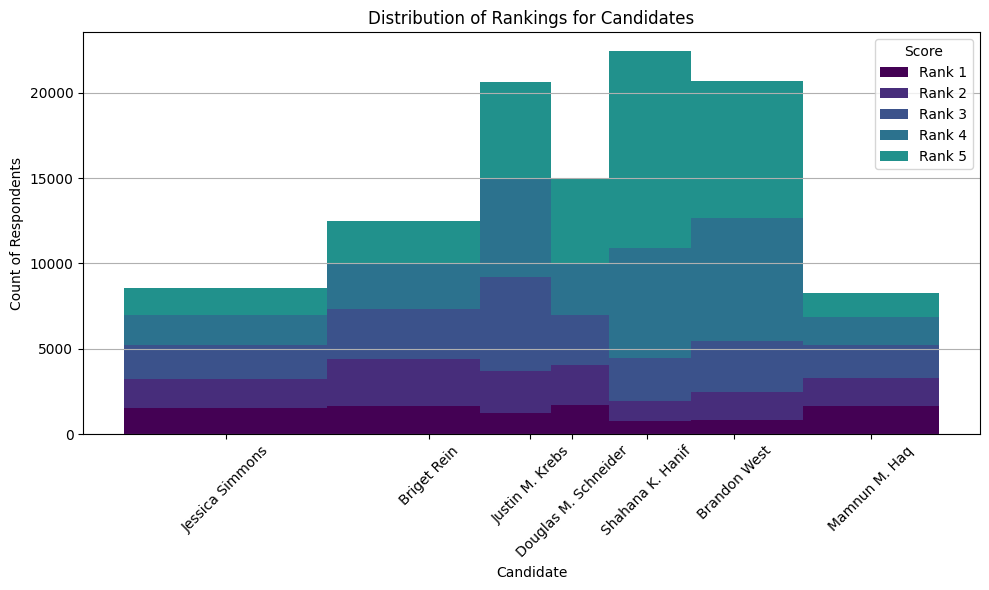 Distribution of Rankings for Candidates
Count of Respondents
20000
15000
10000
5000
0
Score
Rank 1
Rank 2
Rank 3
Rank 4
Rank 5
Jessica Simmons
Briget Rein
Justin M. Krebs
Douglas M. Schneider
Shahana K. Hanif
Brandon West
Mamnun M. Haq
Candidate